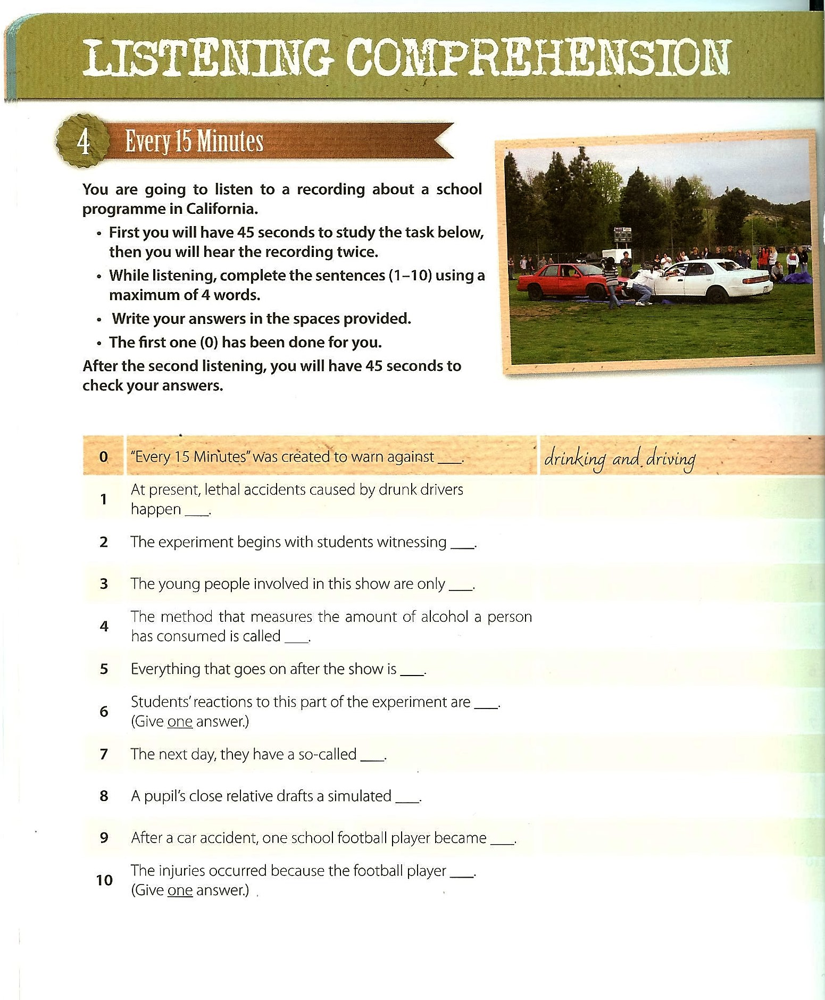 LISTENING COMPREHENSION
4 Every 15 Minutes
You are going to listen to a recording about a school
programme in California.
• First you will have 45 seconds to study the task below,
then you will hear the recording twice.
• While listening, complete the sentences (1–10) using a
maximum of 4 words.
• Write your answers in the spaces provided.
• The first one (0) has been done for you.
After the second listening, you will have 45 seconds to
check your answers.
0 "Every 15 Minutes" was created to warn against ___. drinking and driving
1 At present, lethal accidents caused by drunk drivers
happen ___.
2 The experiment begins with students witnessing ___.
3 The young people involved in this show are only ___.
4 The method that measures the amount of alcohol a person
has consumed is called ___.
5 Everything that goes on after the show is ___.
6 Students' reactions to this part of the experiment are ___.
(Give one answer.)
7 The next day, they have a so-called ___.
8 A pupil's close relative drafts a simulated ___.
9 After a car accident, one school football player became ___.
10 The injuries occurred because the football player ___.
(Give one answer.)